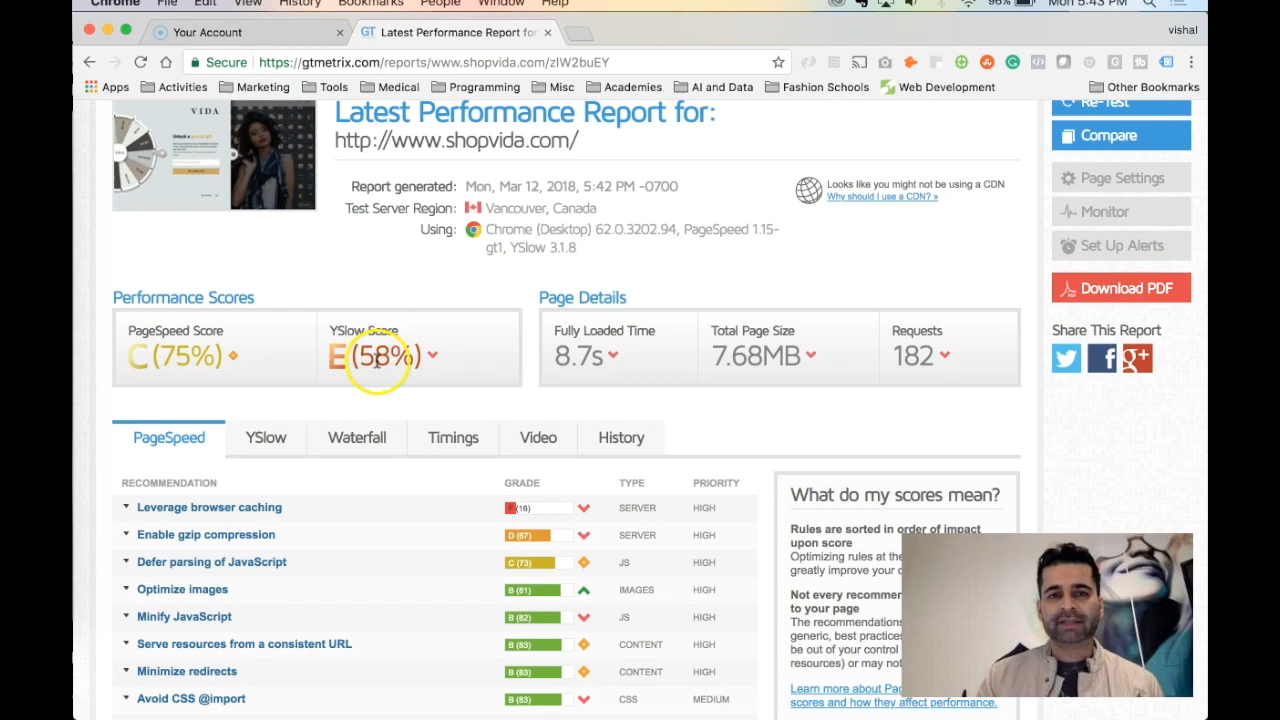 Chrome File Edit View History Bookmarks People Window Help 96% Mon 5:43 PM
Your Account × GT Latest Performance Report for ×
vishal
Secure https://gtmetrix.com/reports/www.shopvida.com/zIW2buEY
Apps Activities Marketing Tools Medical Programming Misc Academies AI and Data Fashion Schools Web Development Other Bookmarks
VIDA
Latest Performance Report for:
http://www.shopvida.com/
Report generated: Mon, Mar 12, 2018, 5:42 PM -0700
Test Server Region: Vancouver, Canada
Using: Chrome (Desktop) 62.0.3202.94, PageSpeed 1.15-
gt1, YSlow 3.1.8
Looks like you might not be using a CDN
Why should I use a CDN? »
Re-Test
Compare
Page Settings
Monitor
Set Up Alerts
Download PDF
Share This Report
f
g+
Performance Scores
PageSpeed Score
C (75%)
YSlow Score
E (58%)
Page Details
Fully Loaded Time
8.7s
Total Page Size
7.68MB
Requests
182
PageSpeed YSlow Waterfall Timings Video History
RECOMMENDATION GRADE TYPE PRIORITY
Leverage browser caching F (16) SERVER HIGH
Enable gzip compression D (67) SERVER HIGH
Defer parsing of JavaScript C (73) JS HIGH
Optimize images B (81) IMAGES HIGH
Minify JavaScript B (82) JS HIGH
Serve resources from a consistent URL B (83) CONTENT HIGH
Minimize redirects B (83) CONTENT HIGH
Avoid CSS @import B (83) CSS MEDIUM
What do my scores mean?
Rules are sorted in order of impact
upon score
Optimizing rules at the
greatly improve your
Not every recomme
to your page
The recommendations
generic, best practices
be out of your control
resources) or may not
Learn more about Pag
scores and how they affect performance.